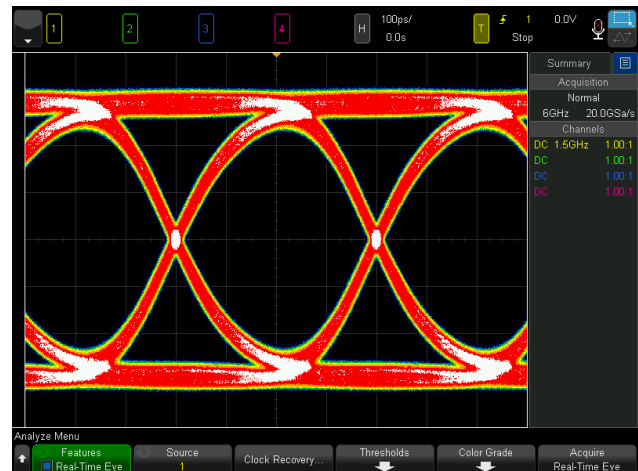 1 2 3 4 H 100ps/ 0.0s T 1 0.0V Stop
Summary
Acquisition
Normal
6GHz 20.0GSa/s
Channels
DC 1.5GHz 1.00:1
DC 1.00:1
DC 1.00:1
DC 1.00:1
Analyze Menu
Features Source Clock Recovery... Thresholds Color Grade Acquire
Real-Time Eye 1 Real-Time Eye